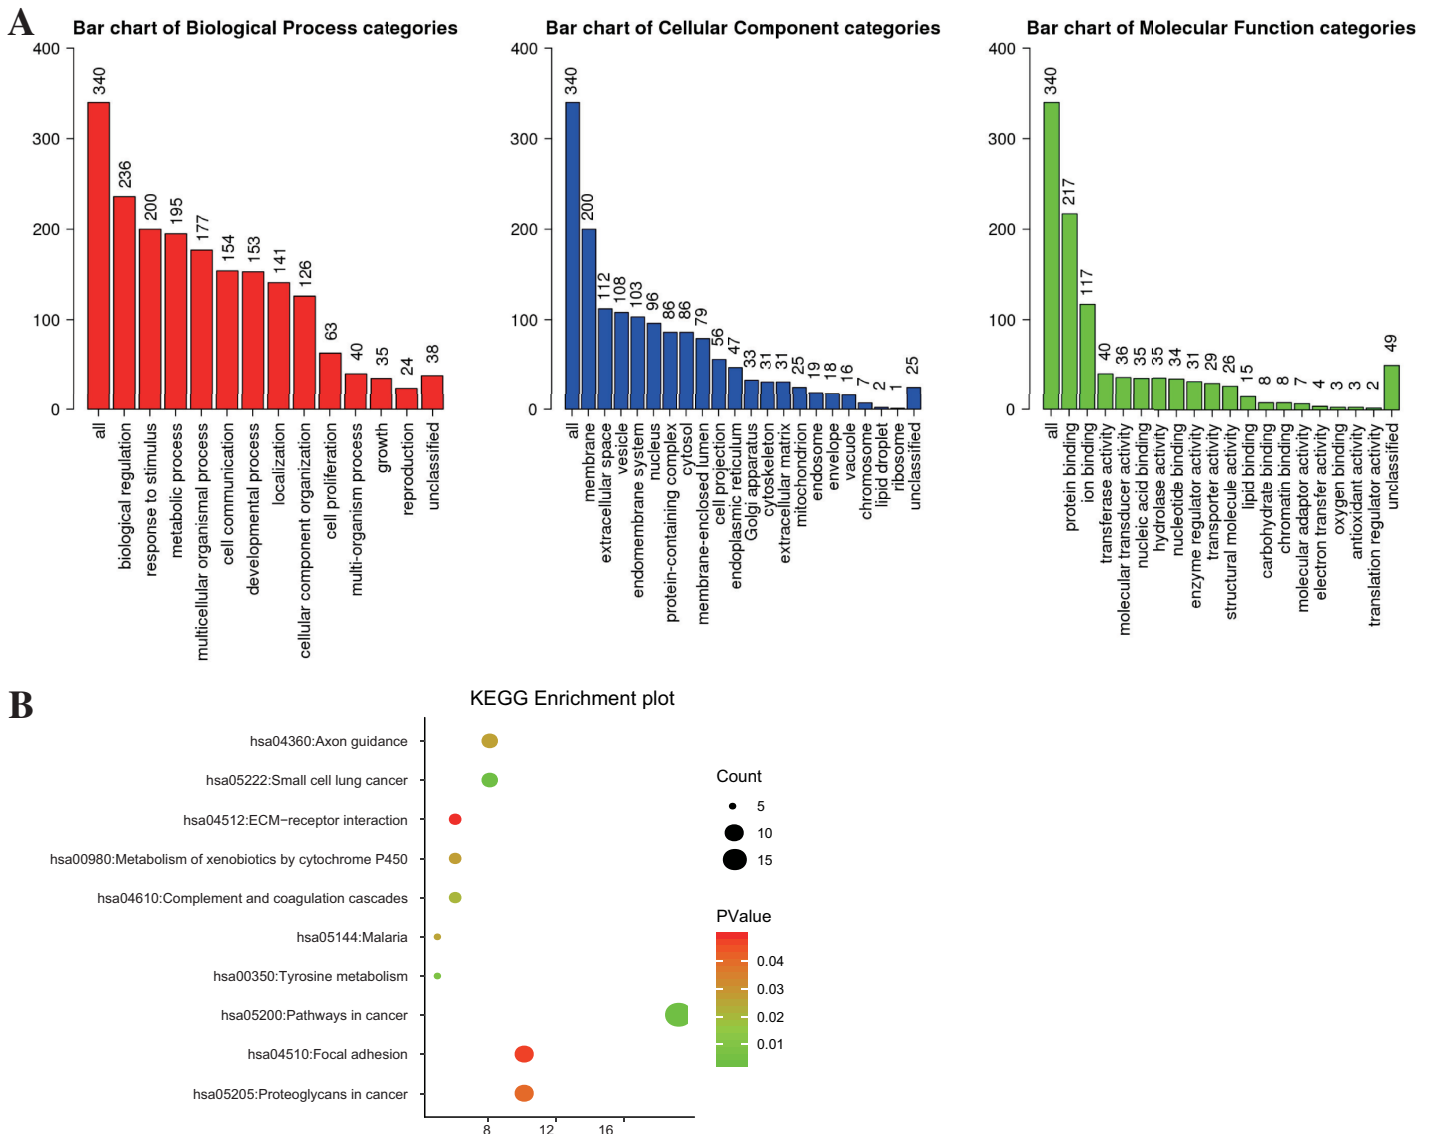 A
Bar chart of Biological Process categories
400
300
200
100
0
340
236
200
195
177
154
153
141
126
63
40
35
24
38
all
biological regulation
response to stimulus
metabolic process
multicellular organismal process
cell communication
developmental process
localization
cellular component organization
cell proliferation
multi-organism process
growth
reproduction
unclassified
Bar chart of Cellular Component categories
400
300
200
100
0
340
200
112
108
103
96
86
86
79
56
47
33
31
31
25
19
18
16
7
2
1
25
all
membrane
extracellular space
vesicle
endomembrane system
nucleus
protein-containing complex
cytosol
membrane-enclosed lumen
cell projection
endoplasmic reticulum
Golgi apparatus
cytoskeleton
extracellular matrix
mitochondrion
endosome
envelope
vacuole
chromosome
lipid droplet
ribosome
unclassified
Bar chart of Molecular Function categories
400
300
200
100
0
340
217
117
40
36
35
35
34
31
29
26
15
8
8
7
4
3
3
2
49
all
protein binding
ion binding
transferase activity
molecular transducer activity
nucleic acid binding
hydrolase activity
nucleotide binding
enzyme regulator activity
transporter activity
structural molecule activity
lipid binding
carbohydrate binding
chromatin binding
molecular adaptor activity
electron transfer activity
oxygen binding
antioxidant activity
translation regulator activity
unclassified
B
KEGG Enrichment plot
hsa04360:Axon guidance
hsa05222:Small cell lung cancer
hsa04512:ECM−receptor interaction
hsa00980:Metabolism of xenobiotics by cytochrome P450
hsa04610:Complement and coagulation cascades
hsa05144:Malaria
hsa00350:Tyrosine metabolism
hsa05200:Pathways in cancer
hsa04510:Focal adhesion
hsa05205:Proteoglycans in cancer
8
12
16
Count
5
10
15
PValue
0.04
0.03
0.02
0.01